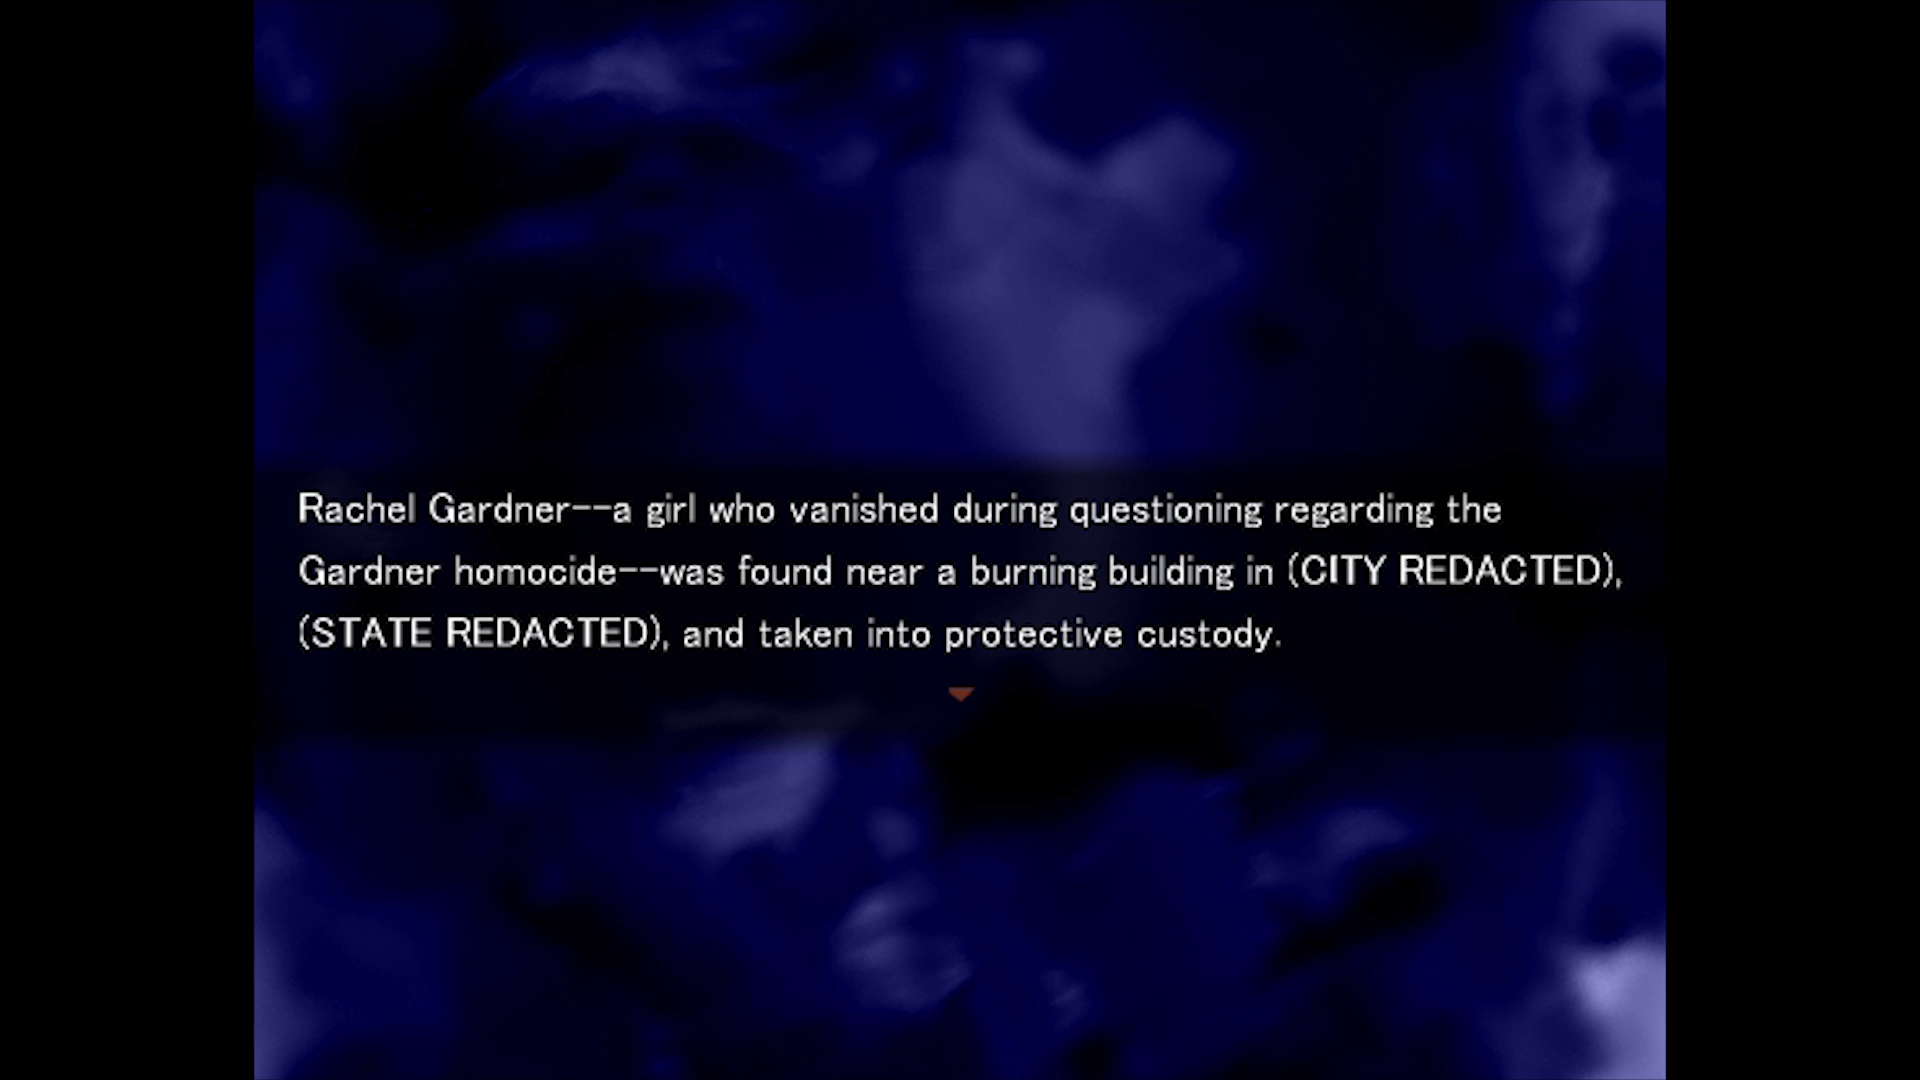 Rachel Gardner--a girl who vanished during questioning regarding the
Gardner homocide--was found near a burning building in (CITY REDACTED),
(STATE REDACTED), and taken into protective custody.